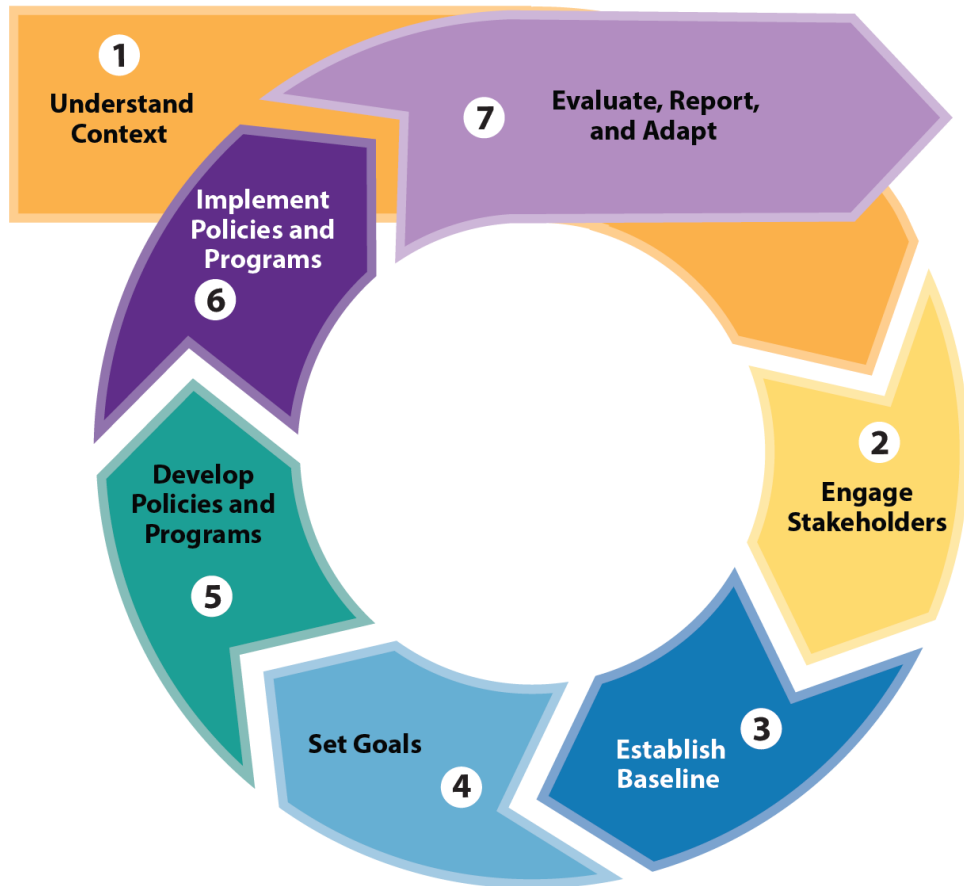 1
Understand
Context
7
Evaluate, Report,
and Adapt
Implement
Policies and
Programs
6
2
Engage
Stakeholders
Develop
Policies and
Programs
5
3
Establish
Baseline
Set Goals
4